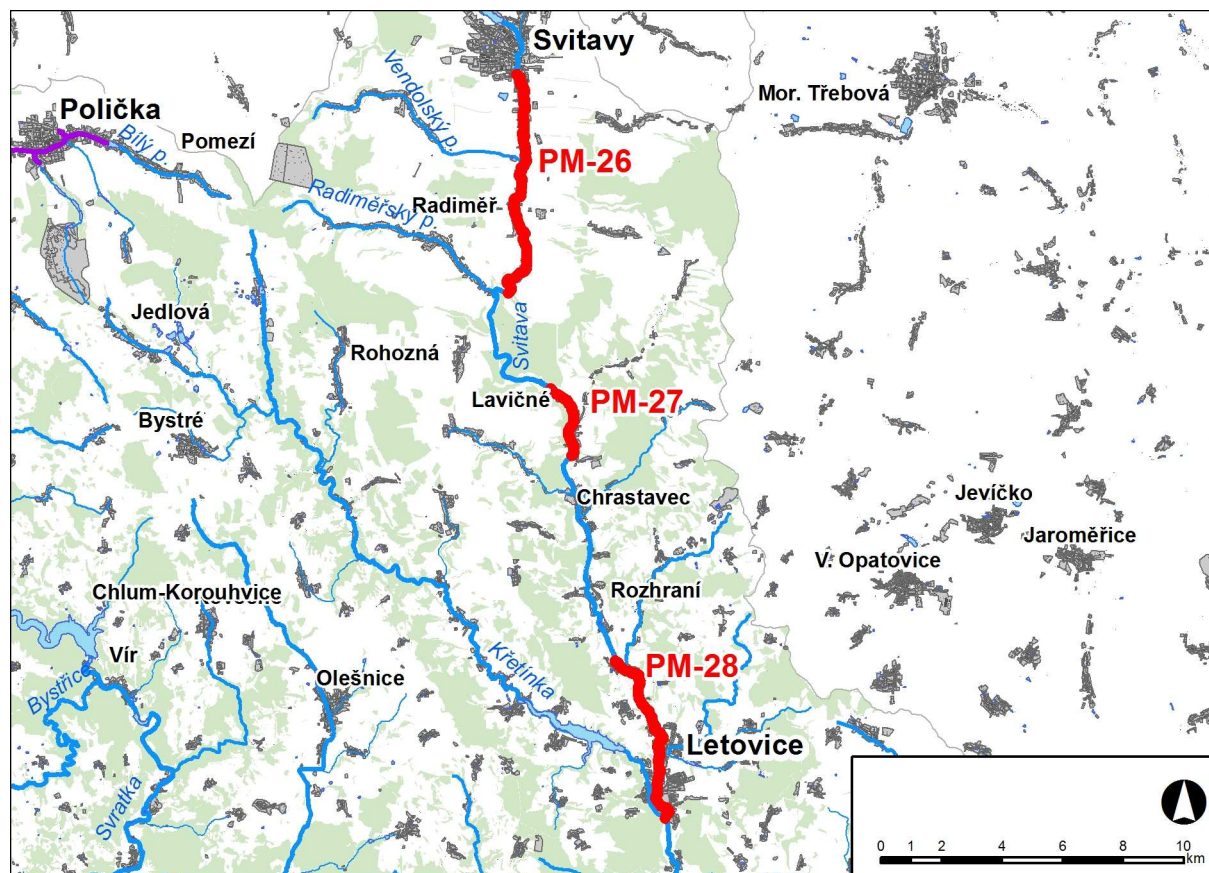 Svitavy
Vendolský p.
Mor. Třebová
Polička
Bílý p.
Pomezí
PM-26
Radiměřský p.
Radiměř
Jedlová
Svitava
Rohozná
Lavičné
PM-27
Bystré
Chrastavec
Jevíčko
Jaroměřice
V. Opatovice
Chlum-Korouhvice
Rozhraní
Vír
PM-28
Křetínka
Olešnice
Bystřice
Letovice
Svratka
0 1 2 4 6 8 10
km